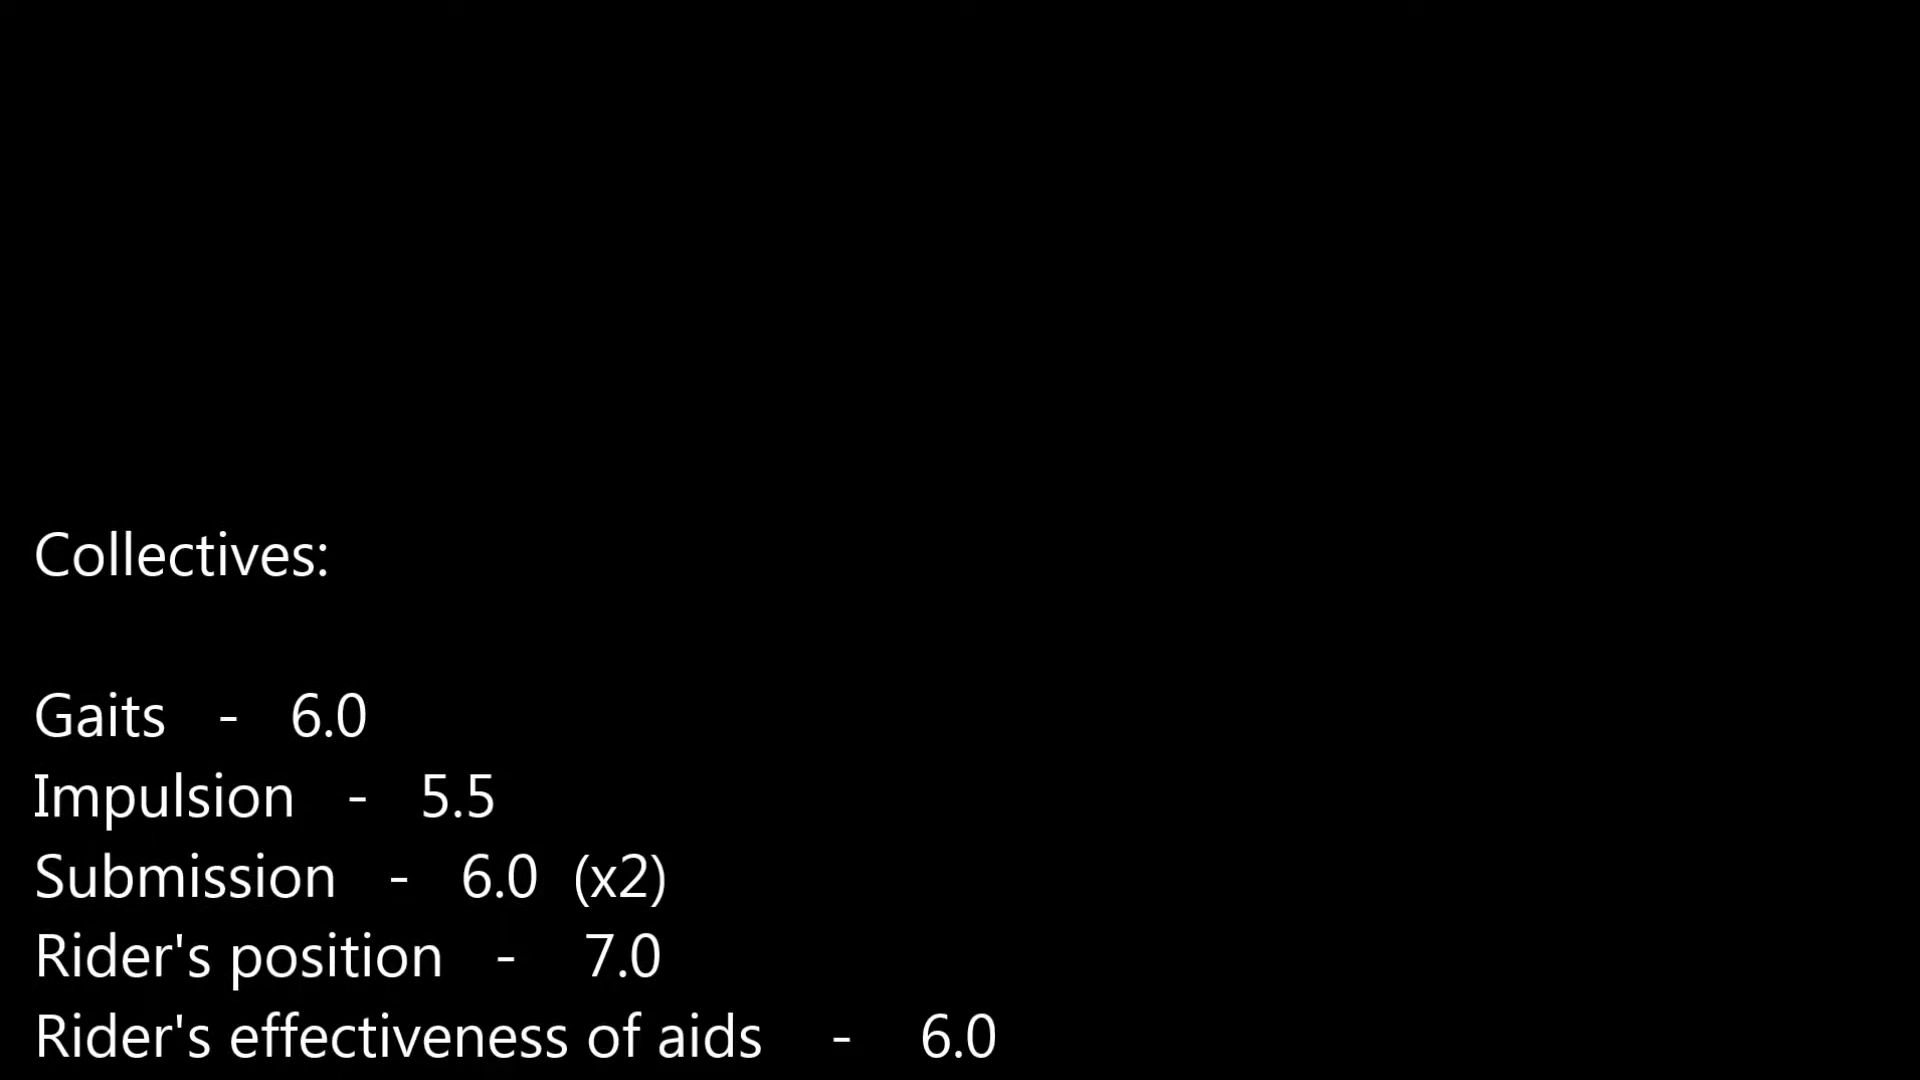 Collectives:
Gaits - 6.0
Impulsion - 5.5
Submission - 6.0 (x2)
Rider's position - 7.0
Rider's effectiveness of aids - 6.0